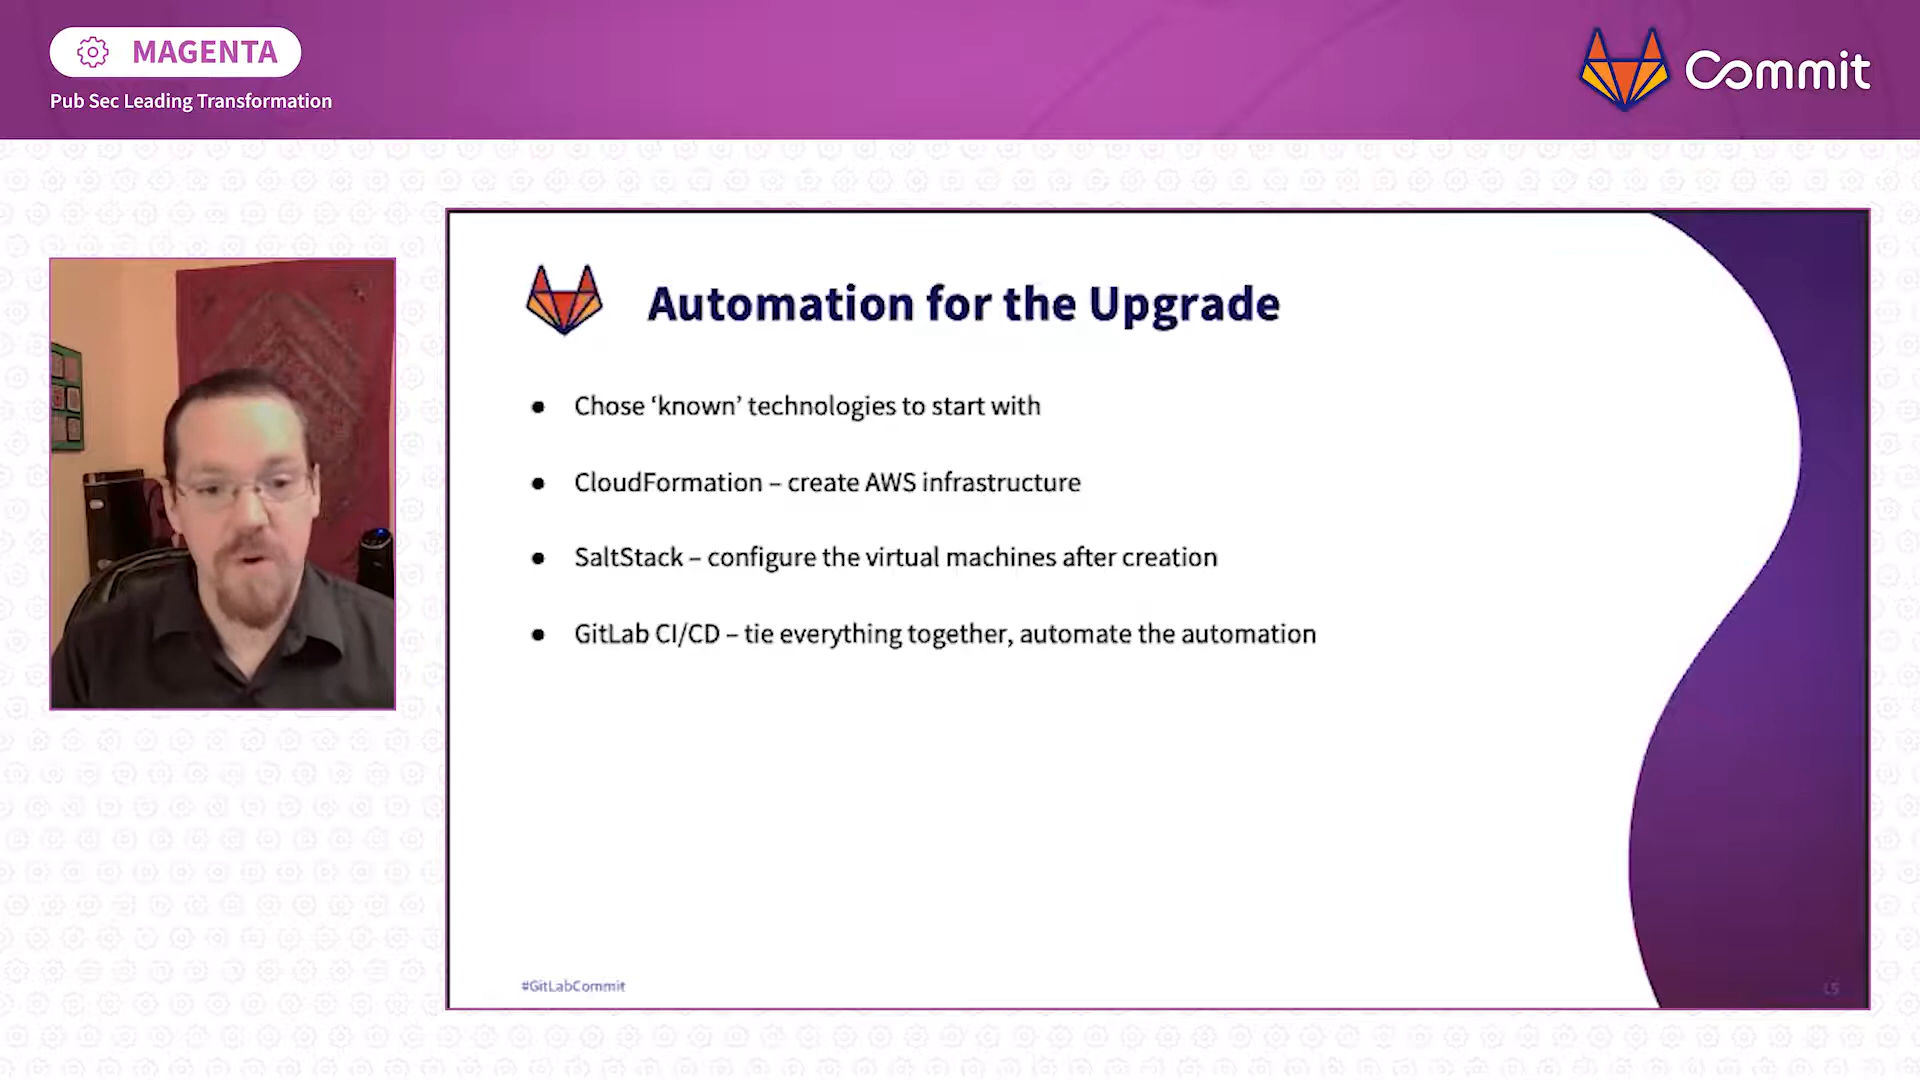 MAGENTA
Pub Sec Leading Transformation
Commit
Automation for the Upgrade
● Chose ‘known’ technologies to start with
● CloudFormation – create AWS infrastructure
● SaltStack – configure the virtual machines after creation
● GitLab CI/CD – tie everything together, automate the automation
#GitLabCommit
15